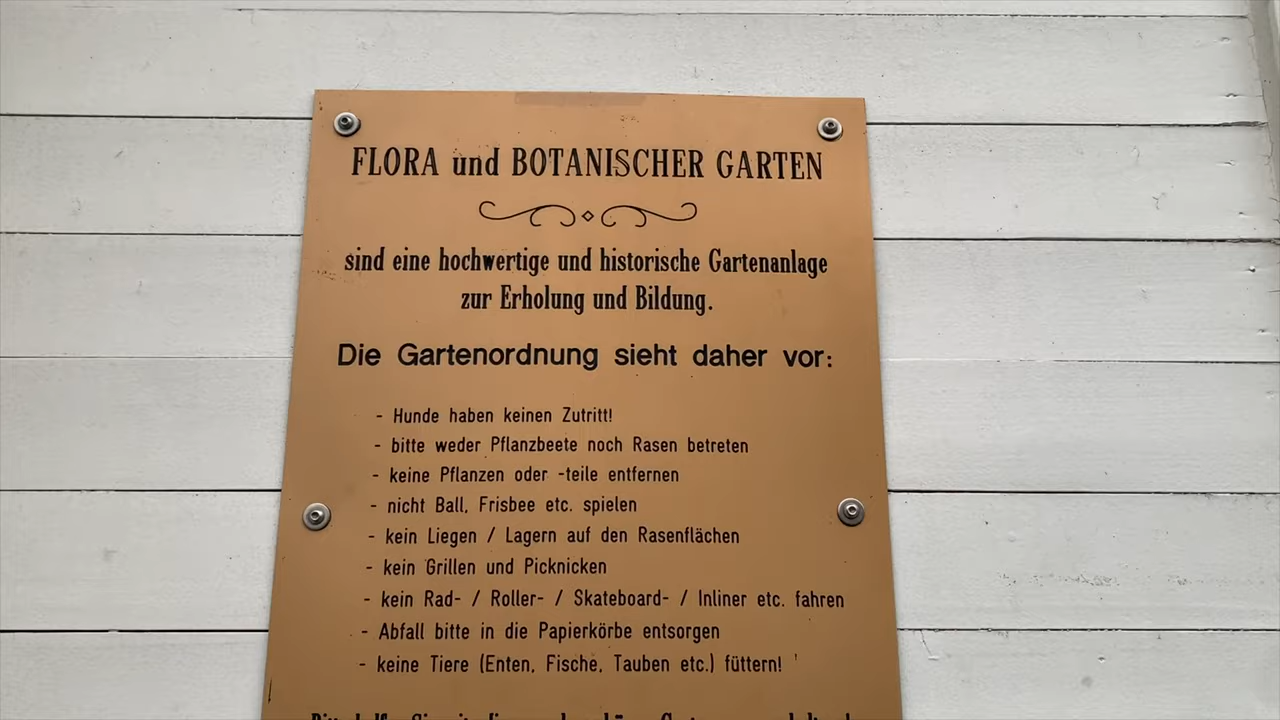 FLORA und BOTANISCHER GARTEN
sind eine hochwertige und historische Gartenanlage
zur Erholung und Bildung.
Die Gartenordnung sieht daher vor:
- Hunde haben keinen Zutritt!
- bitte weder Pflanzbeete noch Rasen betreten
- keine Pflanzen oder -teile entfernen
- nicht Ball, Frisbee etc. spielen
- kein Liegen / Lagern auf den Rasenflächen
- kein Grillen und Picknicken
- kein Rad- / Roller- / Skateboard- / Inliner etc. fahren
- Abfall bitte in die Papierkörbe entsorgen
- keine Tiere (Enten, Fische, Tauben etc.) füttern!